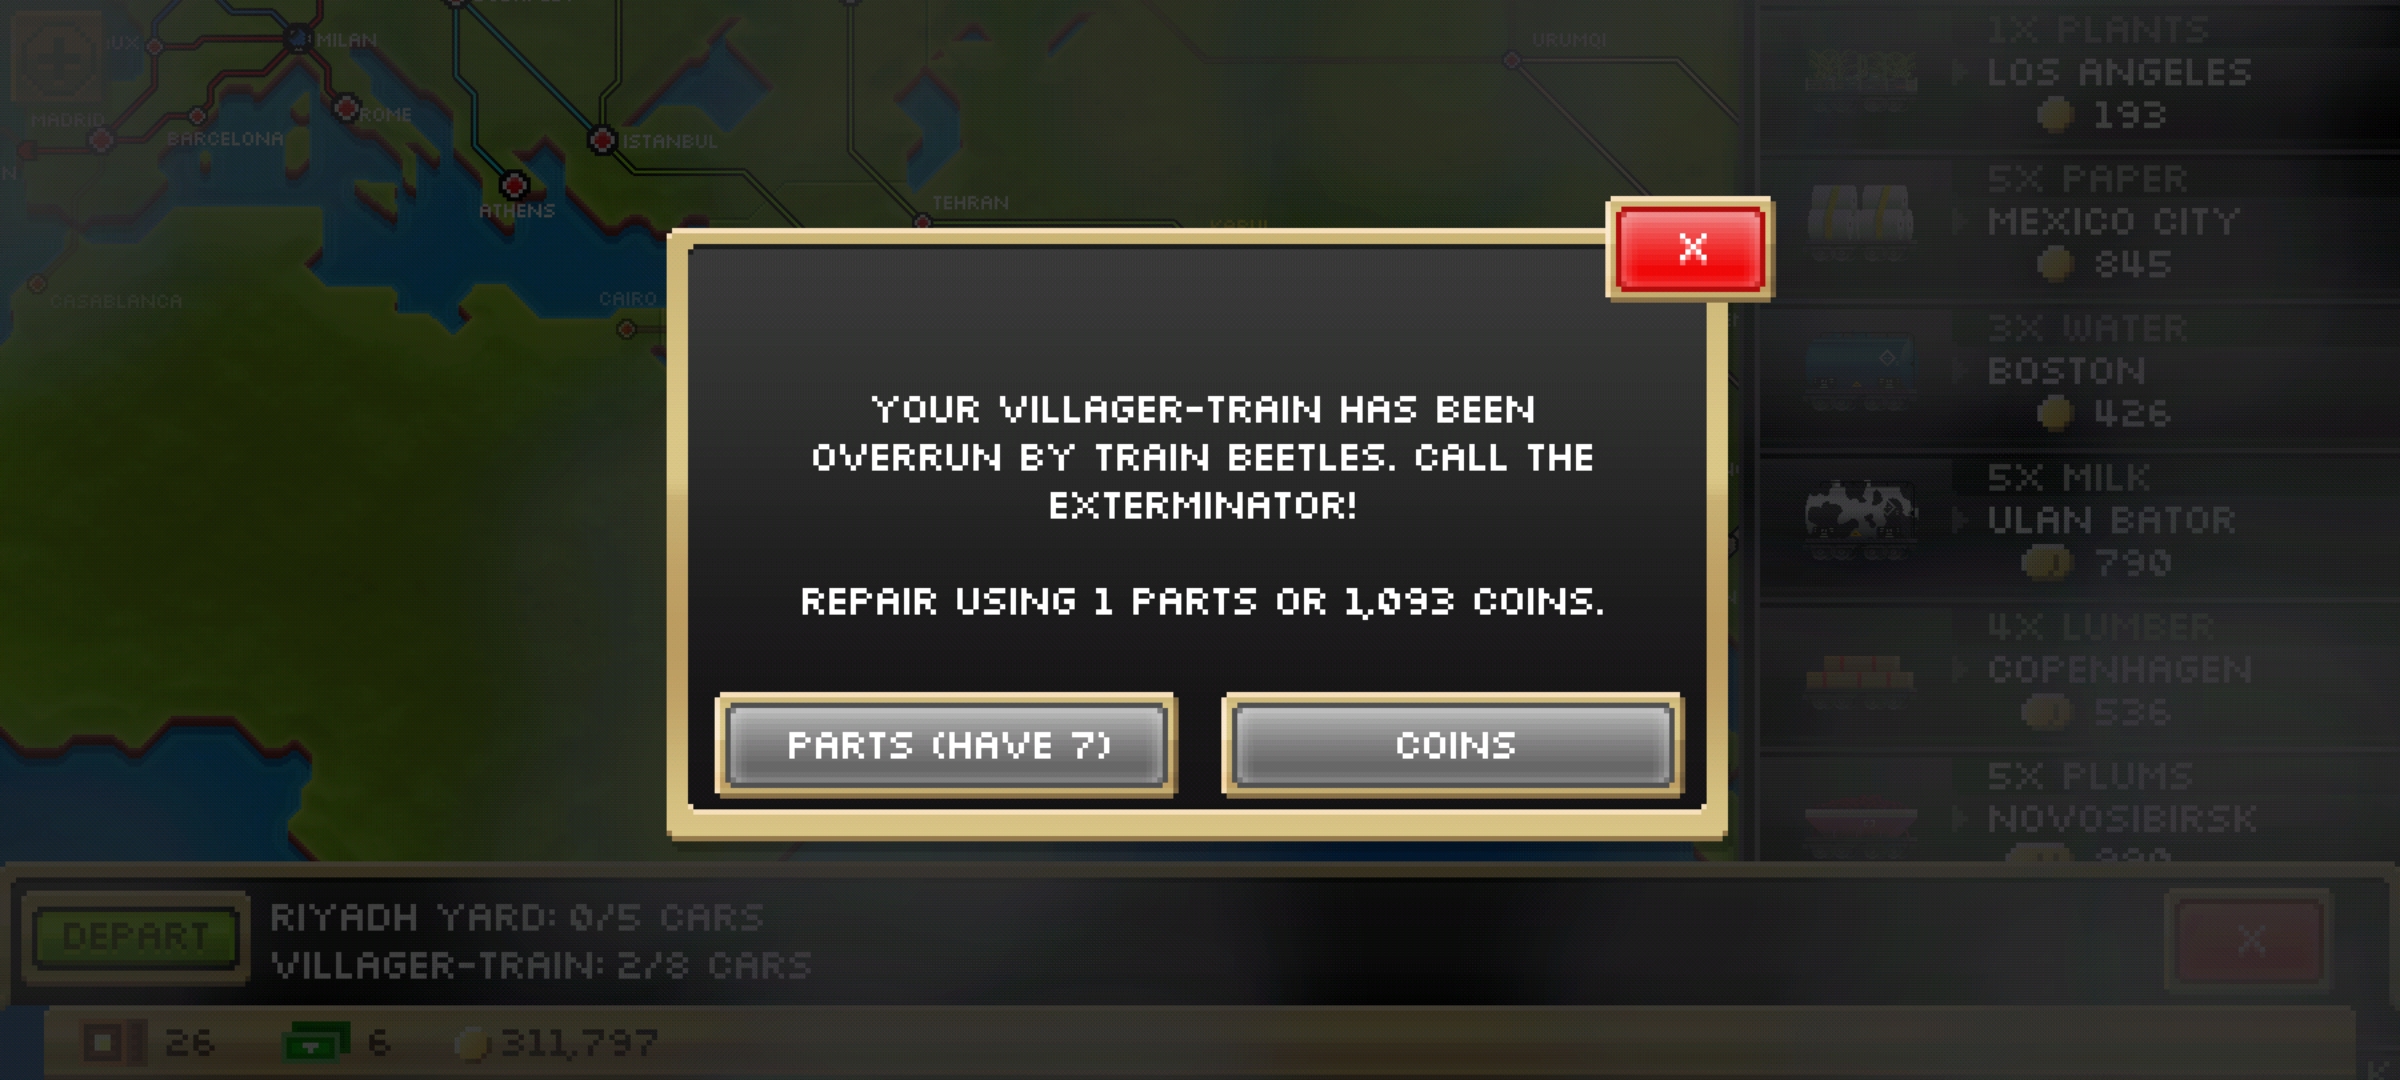 MILAN
MADRID
BARCELONA
ROME
ISTANBUL
ATHENS
TEHRAN
URUMQI
CASABLANCA
CAIRO
1X PLANTS
LOS ANGELES
193
5X PAPER
MEXICO CITY
845
3X WATER
BOSTON
426
5X MILK
ULAN BATOR
790
4X LUMBER
COPENHAGEN
536
5X PLUMS
NOVOSIBIRSK
X
YOUR VILLAGER-TRAIN HAS BEEN
OVERRUN BY TRAIN BEETLES. CALL THE
EXTERMINATOR!
REPAIR USING 1 PARTS OR 1,093 COINS.
PARTS (HAVE 7)
COINS
DEPART
RIYADH YARD: 0/5 CARS
VILLAGER-TRAIN: 2/8 CARS
X
26
6
311,797